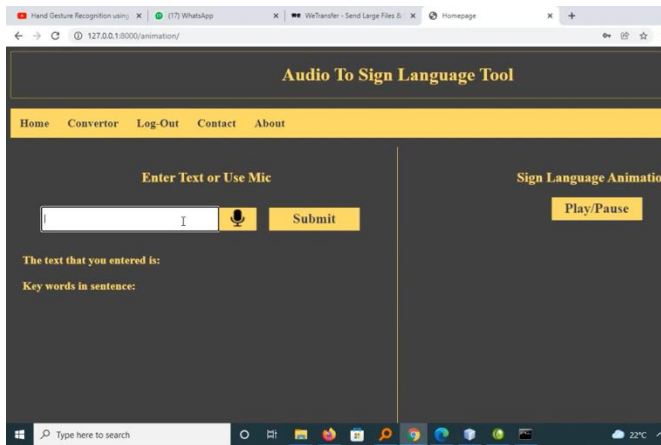 Hand Gesture Recognition using
(17) WhatsApp
WeTransfer - Send Large Files &
Homepage
127.0.0.1:8000/animation/
Audio To Sign Language Tool
Home Convertor Log-Out Contact About
Enter Text or Use Mic
Submit
The text that you entered is:
Key words in sentence:
Sign Language Animatio
Play/Pause
Type here to search
22°C